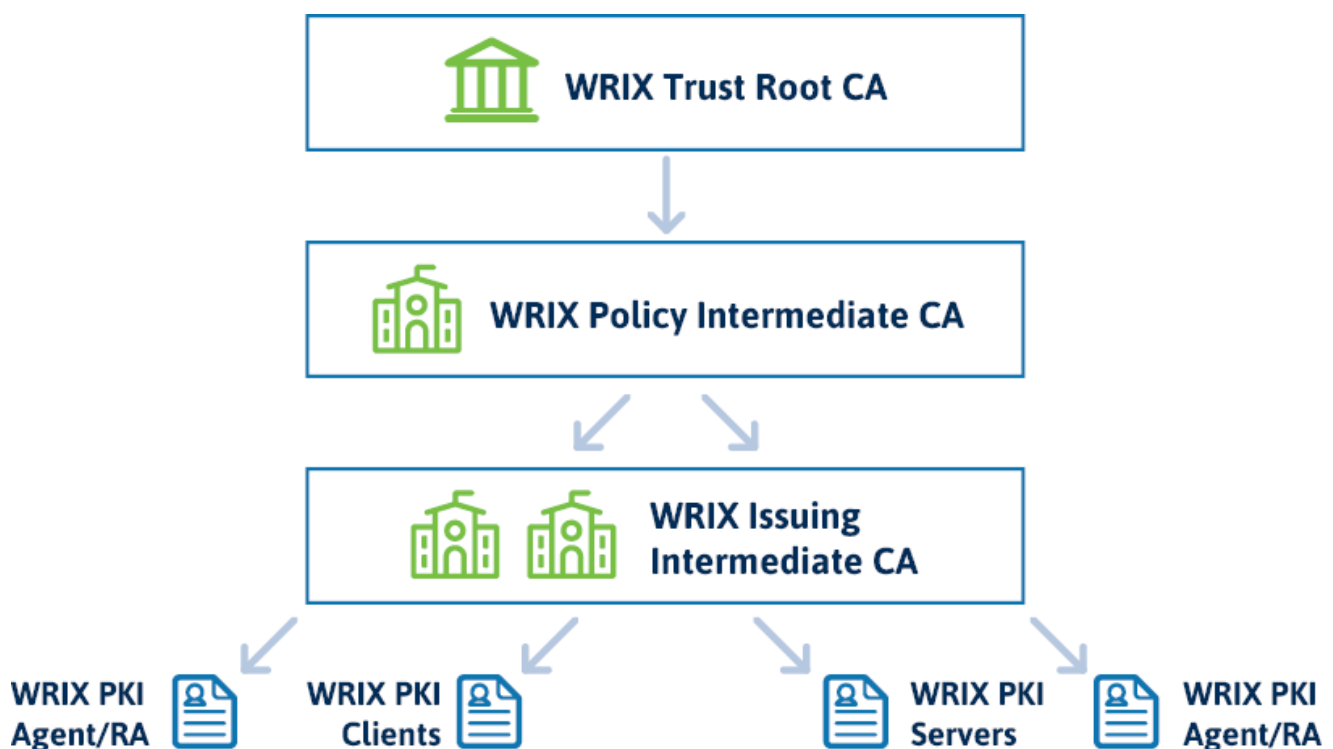 WRIX Trust Root CA
WRIX Policy Intermediate CA
WRIX Issuing
Intermediate CA
WRIX PKI
Agent/RA
WRIX PKI
Clients
WRIX PKI
Servers
WRIX PKI
Agent/RA